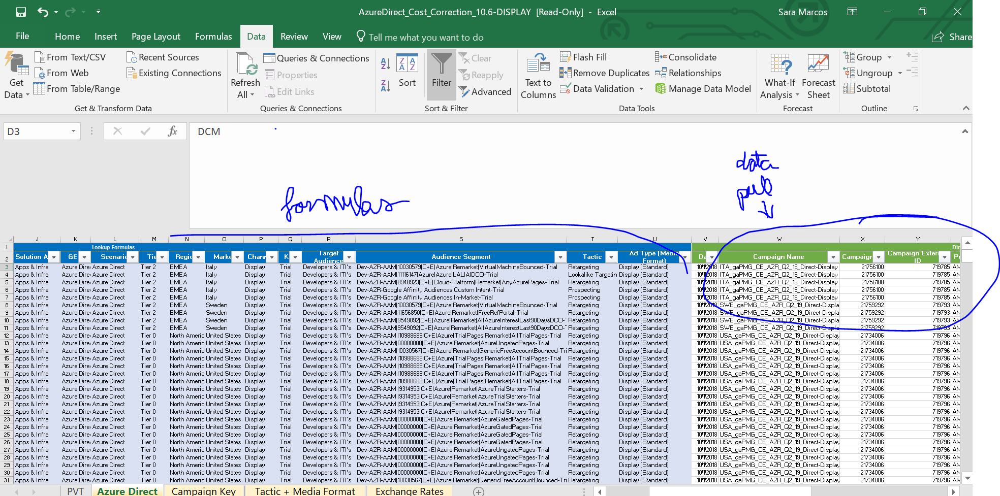 AzureDirect_Cost_Correction_10.6-DISPLAY [Read-Only] - Excel
Sara Marcos
File Home Insert Page Layout Formulas Data Review View Tell me what you want to do Share
Get Data
From Text/CSV
From Web
From Table/Range
Recent Sources
Existing Connections
Get & Transform Data
Refresh All
Queries & Connections
Properties
Edit Links
Queries & Connections
Sort
Filter
Clear
Reapply
Advanced
Sort & Filter
Text to Columns
Flash Fill
Remove Duplicates
Data Validation
Consolidate
Relationships
Manage Data Model
Data Tools
What-If Analysis
Forecast Sheet
Forecast
Group
Ungroup
Subtotal
Outline
D3
fx
DCM
formulas
data
pull
J K L M N O P Q R S T U V W X Y
1 Lookup Formulas Dir
2 Solution A GE Scenari Tie Regic Marke Chanr K Target Audience Audience Segment Tactic Ad Type (Media Format) Da Campaign Name Campaign Campaign Extern ID
3 Apps & Infra Azure Dire Azure Direct Tier 2 EMEA Italy Display Trial Developers & ITI's Dev-AZR-AAM|10030579|C+E|Azure|Remarket|VirtualMachineBounced-Trial Retargeting Display (Standard) 10/1/2018 ITA_gaPMG_CE_AZR_Q2_19_Direct-Display 21756100 719785 AM
4 Apps & Infra Azure Dire Azure Direct Tier 2 EMEA Italy Display Trial Developers & ITI's Dev-AZR-AAM|11116147|Azure|Azure|LAL|AIDCO-Trial Lookalike Targetin Display (Standard) 10/1/2018 ITA_gaPMG_CE_AZR_Q2_19_Direct-Display 21756100 719785 AM
5 Apps & Infra Azure Dire Azure Direct Tier 2 EMEA Italy Display Trial Developers & ITI's Dev-AZR-AAM|8948923|C+E|Cloud-Platform|Remarket|AnyAzurePages-Trial Retargeting Display (Standard) 10/1/2018 ITA_gaPMG_CE_AZR_Q2_19_Direct-Display 21756100 719785 AM
6 Apps & Infra Azure Dire Azure Direct Tier 2 EMEA Italy Display Trial Developers & ITI's Dev-AZR-Google Affinity Audiences Custom Intent-Trial Prospecting Display (Standard) 10/1/2018 ITA_gaPMG_CE_AZR_Q2_19_Direct-Display 21756100 719785 AM
7 Apps & Infra Azure Dire Azure Direct Tier 2 EMEA Italy Display Trial Developers & ITI's Dev-AZR-Google Affinity Audiences In-Market-Trial Prospecting Display (Standard) 10/1/2018 ITA_gaPMG_CE_AZR_Q2_19_Direct-Display 21756100 719785 AM
8 Apps & Infra Azure Dire Azure Direct Tier 2 EMEA Sweden Display Trial Developers & ITI's Dev-AZR-AAM|10030579|C+E|Azure|Remarket|VirtualMachineBounced-Trial Retargeting Display (Standard) 10/1/2018 SWE_gaPMG_CE_AZR_Q2_19_Direct-Displa 21759292 719793 AM
9 Apps & Infra Azure Dire Azure Direct Tier 2 EMEA Sweden Display Trial Developers & ITI's Dev-AZR-AAM|11656850|C+E|Azure|Remarket|FreeRefPortal-Trial Retargeting Display (Standard) 10/1/2018 SWE_gaPMG_CE_AZR_Q2_19_Direct-Displa 21759292 719793 AM
10 Apps & Infra Azure Dire Azure Direct Tier 2 EMEA Sweden Display Trial Developers & ITI's Dev-AZR-AAM|9549092|C+E|Azure|Remarket|AllAzureInterestLast90DaysDCO-T Retargeting Display (Standard) 10/1/2018 SWE_gaPMG_CE_AZR_Q2_19_Direct-Displa 21759292 719793 AM
11 Apps & Infra Azure Dire Azure Direct Tier 2 EMEA Sweden Display Trial Developers & ITI's Dev-AZR-AAM|9549092|C+E|Azure|Remarket|AllAzureInterestLast90DaysDCO-T Retargeting Display (Standard) 10/1/2018 SWE_gaPMG_CE_AZR_Q2_19_Direct-Displa 21759292 719793 AM
12 Apps & Infra Azure Dire Azure Direct Tier 0 North Americ United States Display Trial Developers & ITI's Dev-AZR-AAM |10988689|C+E|Azure|TrialPages|Remarket|AllTrialPages-Trial Retargeting Display (Standard) 10/1/2018 USA_gaPMG_CE_AZR_Q2_19_Direct-Display 21734006 719796 AM
13 Apps & Infra Azure Dire Azure Direct Tier 0 North Americ United States Display Trial Developers & ITI's Dev-AZR-AAM|00000000|C+E|Azure|Remarket|AzureUngatedPages-Trial Retargeting Display (Standard) 10/1/2018 USA_gaPMG_CE_AZR_Q2_19_Direct-Display 21734006 719796 AM
14 Apps & Infra Azure Dire Azure Direct Tier 0 North Americ United States Display Trial Developers & ITI's Dev-AZR-AAM|10030567|C+E|Azure|Remarket|GenericFreeAccountBounced-Tri Retargeting Display (Standard) 10/1/2018 USA_gaPMG_CE_AZR_Q2_19_Direct-Display 21734006 719796 AM
15 Apps & Infra Azure Dire Azure Direct Tier 0 North Americ United States Display Trial Developers & ITI's Dev-AZR-AAM |10988689|C+E|Azure|TrialPages|Remarket|AllTrialPages-Trial Retargeting Display (Standard) 10/1/2018 USA_gaPMG_CE_AZR_Q2_19_Direct-Display 21734006 719796 AM
16 Apps & Infra Azure Dire Azure Direct Tier 0 North Americ United States Display Trial Developers & ITI's Dev-AZR-AAM |10988689|C+E|Azure|TrialPages|Remarket|AllTrialPages-Trial Retargeting Display (Standard) 10/1/2018 USA_gaPMG_CE_AZR_Q2_19_Direct-Display 21734006 719796 AM
17 Apps & Infra Azure Dire Azure Direct Tier 0 North Americ United States Display Trial Developers & ITI's Dev-AZR-AAM |10988689|C+E|Azure|TrialPages|Remarket|AllTrialPages-Trial Retargeting Display (Standard) 10/1/2018 USA_gaPMG_CE_AZR_Q2_19_Direct-Display 21734006 719796 AM
18 Apps & Infra Azure Dire Azure Direct Tier 0 North Americ United States Display Trial Developers & ITI's Dev-AZR-AAM |10988689|C+E|Azure|TrialPages|Remarket|AllTrialPages-Trial Retargeting Display (Standard) 10/1/2018 USA_gaPMG_CE_AZR_Q2_19_Direct-Display 21734006 719796 AM
19 Apps & Infra Azure Dire Azure Direct Tier 0 North Americ United States Display Trial Developers & ITI's Dev-AZR-AAM |9314953|C+E|Azure|Remarket|AzureTrialStarters-Trial Retargeting Display (Standard) 10/1/2018 USA_gaPMG_CE_AZR_Q2_19_Direct-Display 21734006 719796 AM
20 Apps & Infra Azure Dire Azure Direct Tier 0 North Americ United States Display Trial Developers & ITI's Dev-AZR-AAM |9314953|C+E|Azure|Remarket|AzureTrialStarters-Trial Retargeting Display (Standard) 10/1/2018 USA_gaPMG_CE_AZR_Q2_19_Direct-Display 21734006 719796 AM
21 Apps & Infra Azure Dire Azure Direct Tier 0 North Americ United States Display Trial Developers & ITI's Dev-AZR-AAM |9314953|C+E|Azure|Remarket|AzureTrialStarters-Trial Retargeting Display (Standard) 10/1/2018 USA_gaPMG_CE_AZR_Q2_19_Direct-Display 21734006 719796 AM
22 Apps & Infra Azure Dire Azure Direct Tier 0 North Americ United States Display Trial Developers & ITI's Dev-AZR-AAM |9314953|C+E|Azure|Remarket|AzureTrialStarters-Trial Retargeting Display (Standard) 10/1/2018 USA_gaPMG_CE_AZR_Q2_19_Direct-Display 21734006 719796 AM
23 Apps & Infra Azure Dire Azure Direct Tier 0 North Americ United States Display Trial Developers & ITI's Dev-AZR-AAM|00000000|C+E|Azure|Remarket|AzureGatedPages-Trial Retargeting Display (Standard) 10/1/2018 USA_gaPMG_CE_AZR_Q2_19_Direct-Display 21734006 719796 AM
24 Apps & Infra Azure Dire Azure Direct Tier 0 North Americ United States Display Trial Developers & ITI's Dev-AZR-AAM|00000000|C+E|Azure|Remarket|AzureGatedPages-Trial Retargeting Display (Standard) 10/1/2018 USA_gaPMG_CE_AZR_Q2_19_Direct-Display 21734006 719796 AM
25 Apps & Infra Azure Dire Azure Direct Tier 0 North Americ United States Display Trial Developers & ITI's Dev-AZR-AAM|00000000|C+E|Azure|Remarket|AzureGatedPages-Trial Retargeting Display (Standard) 10/1/2018 USA_gaPMG_CE_AZR_Q2_19_Direct-Display 21734006 719796 AM
26 Apps & Infra Azure Dire Azure Direct Tier 0 North Americ United States Display Trial Developers & ITI's Dev-AZR-AAM|00000000|C+E|Azure|Remarket|AzureGatedPages-Trial Retargeting Display (Standard) 10/1/2018 USA_gaPMG_CE_AZR_Q2_19_Direct-Display 21734006 719796 AM
27 Apps & Infra Azure Dire Azure Direct Tier 0 North Americ United States Display Trial Developers & ITI's Dev-AZR-AAM|00000000|C+E|Azure|Remarket|AzureUngatedPages-Trial Retargeting Display (Standard) 10/1/2018 USA_gaPMG_CE_AZR_Q2_19_Direct-Display 21734006 719796 AM
28 Apps & Infra Azure Dire Azure Direct Tier 0 North Americ United States Display Trial Developers & ITI's Dev-AZR-AAM|00000000|C+E|Azure|Remarket|AzureUngatedPages-Trial Retargeting Display (Standard) 10/1/2018 USA_gaPMG_CE_AZR_Q2_19_Direct-Display 21734006 719796 AM
29 Apps & Infra Azure Dire Azure Direct Tier 0 North Americ United States Display Trial Developers & ITI's Dev-AZR-AAM|00000000|C+E|Azure|Remarket|AzureUngatedPages-Trial Retargeting Display (Standard) 10/1/2018 USA_gaPMG_CE_AZR_Q2_19_Direct-Display 21734006 719796 AM
30 Apps & Infra Azure Dire Azure Direct Tier 0 North Americ United States Display Trial Developers & ITI's Dev-AZR-AAM|00000000|C+E|Azure|Remarket|AzureUngatedPages-Trial Retargeting Display (Standard) 10/1/2018 USA_gaPMG_CE_AZR_Q2_19_Direct-Display 21734006 719796 AM
31 Apps & Infra Azure Dire Azure Direct Tier 0 North Americ United States Display Trial Developers & ITI's Dev-AZR-AAM|10030567|C+E|Azure|Remarket|GenericFreeAccountBounced-Tri Retargeting Display (Standard) 10/1/2018 USA_gaPMG_CE_AZR_Q2_19_Direct-Display 21734006 719796 AM
PVT Azure Direct Campaign Key Tactic + Media Format Exchange Rates